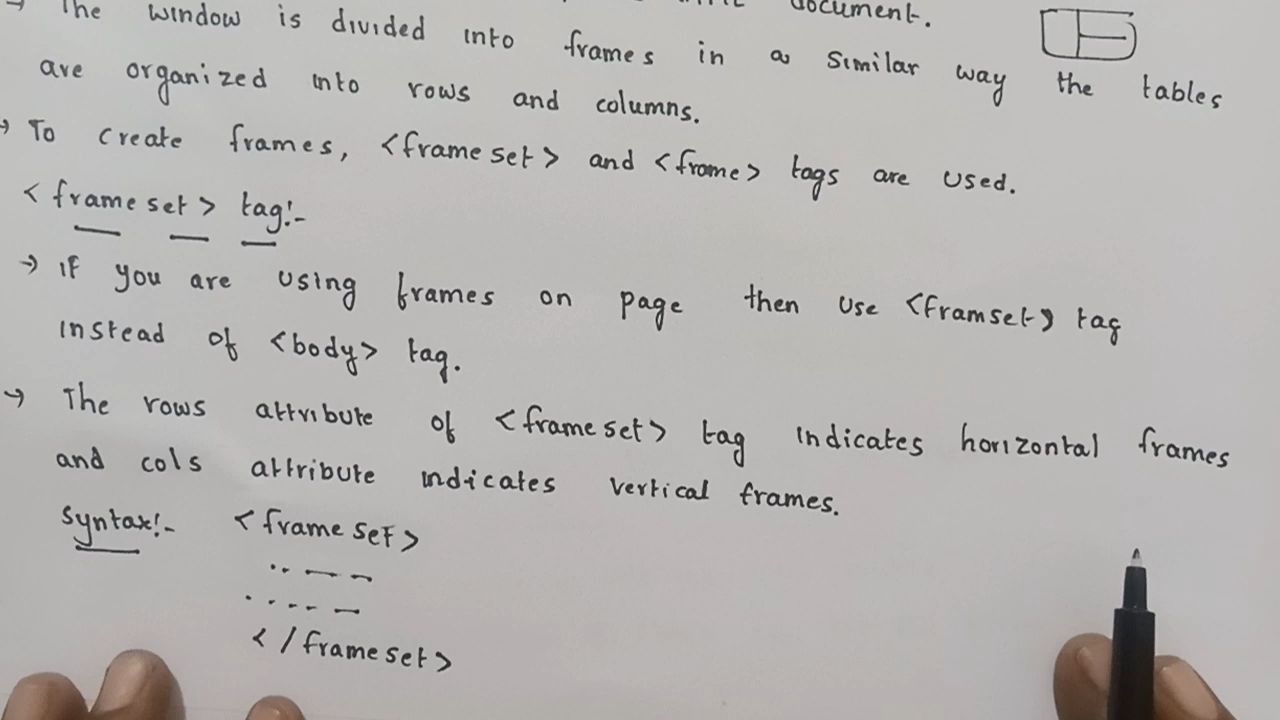 document.
→ The window is divided into frames in a similar way the tables
are organized into rows and columns.
→ To create frames, <frameset> and <frame> tags are used.
<frameset> tag:-
→ if you are using frames on page then use <framset> tag
instead of <body> tag.
→ The rows attribute of <frameset> tag indicates horizontal frames
and cols attribute indicates vertical frames.
Syntax:- <frameset>
.. — —
.... —
</frameset>